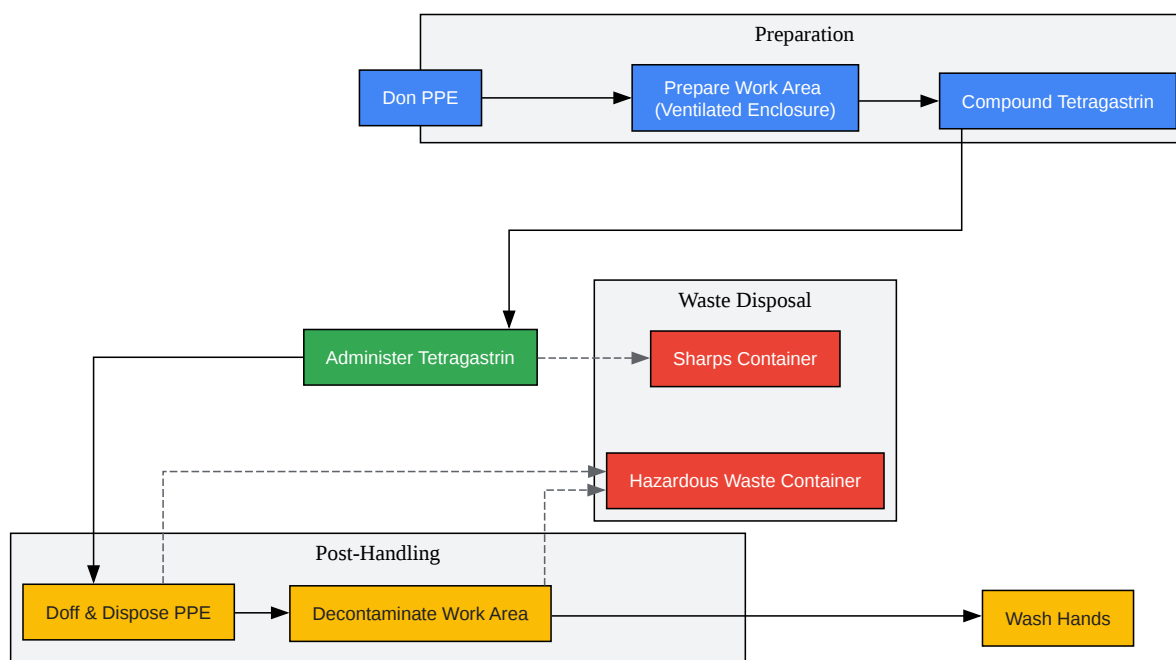 Preparation
Don PPE
Prepare Work Area
(Ventilated Enclosure)
Compound Tetragastrin
Waste Disposal
Administer Tetragastrin
Sharps Container
Hazardous Waste Container
Post-Handling
Doff & Dispose PPE
Decontaminate Work Area
Wash Hands